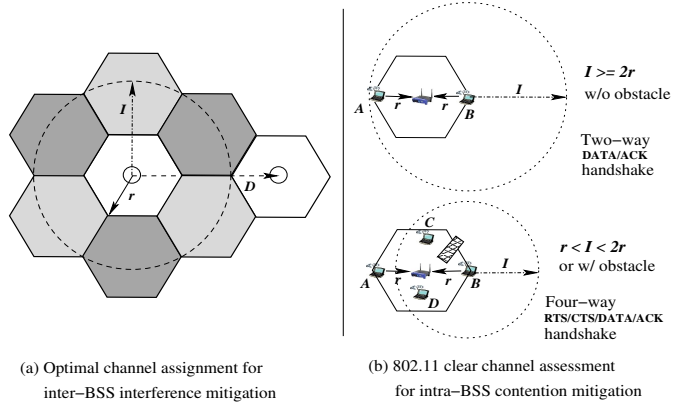 I
D
r
(a) Optimal channel assignment for
inter−BSS interference mitigation
I >= 2r
w/o obstacle
A
r
r
B
I
Two−way
DATA/ACK
handshake
C
r < I < 2r
or w/ obstacle
A
r
r
B
I
D
Four−way
RTS/CTS/DATA/ACK
handshake
(b) 802.11 clear channel assessment
for intra−BSS contention mitigation